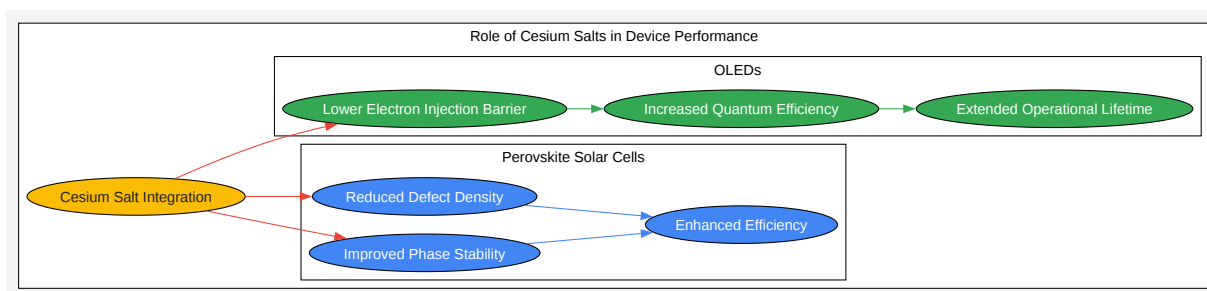 Role of Cesium Salts in Device Performance
OLEDs
Lower Electron Injection Barrier
Increased Quantum Efficiency
Extended Operational Lifetime
Perovskite Solar Cells
Cesium Salt Integration
Reduced Defect Density
Enhanced Efficiency
Improved Phase Stability